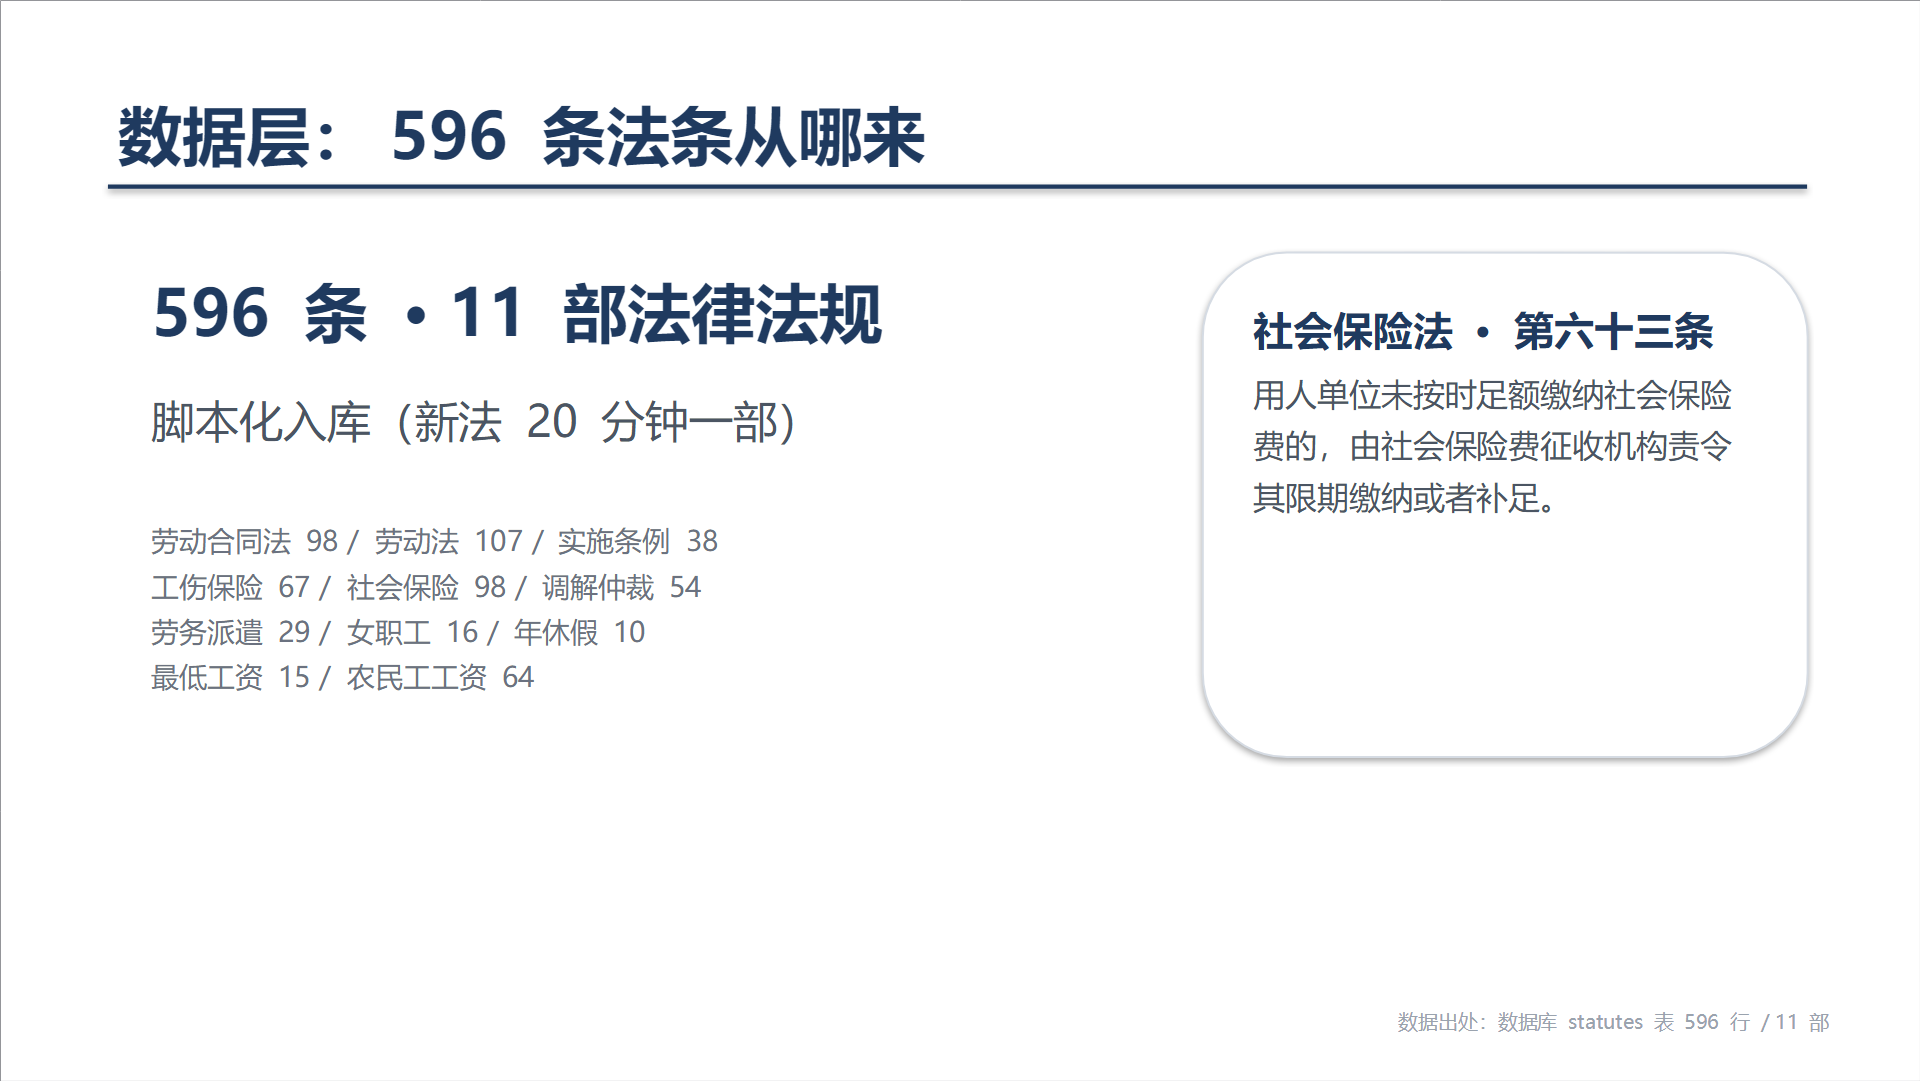 数据层： 596 条法条从哪来
596 条 · 11 部法律法规
脚本化入库（新法 20 分钟一部）
劳动合同法 98 / 劳动法 107 / 实施条例 38
工伤保险 67 / 社会保险 98 / 调解仲裁 54
劳务派遣 29 / 女职工 16 / 年休假 10
最低工资 15 / 农民工工资 64
社会保险法 · 第六十三条
用人单位未按时足额缴纳社会保险
费的，由社会保险费征收机构责令
其限期缴纳或者补足。
数据出处：数据库 statutes 表 596 行 / 11 部